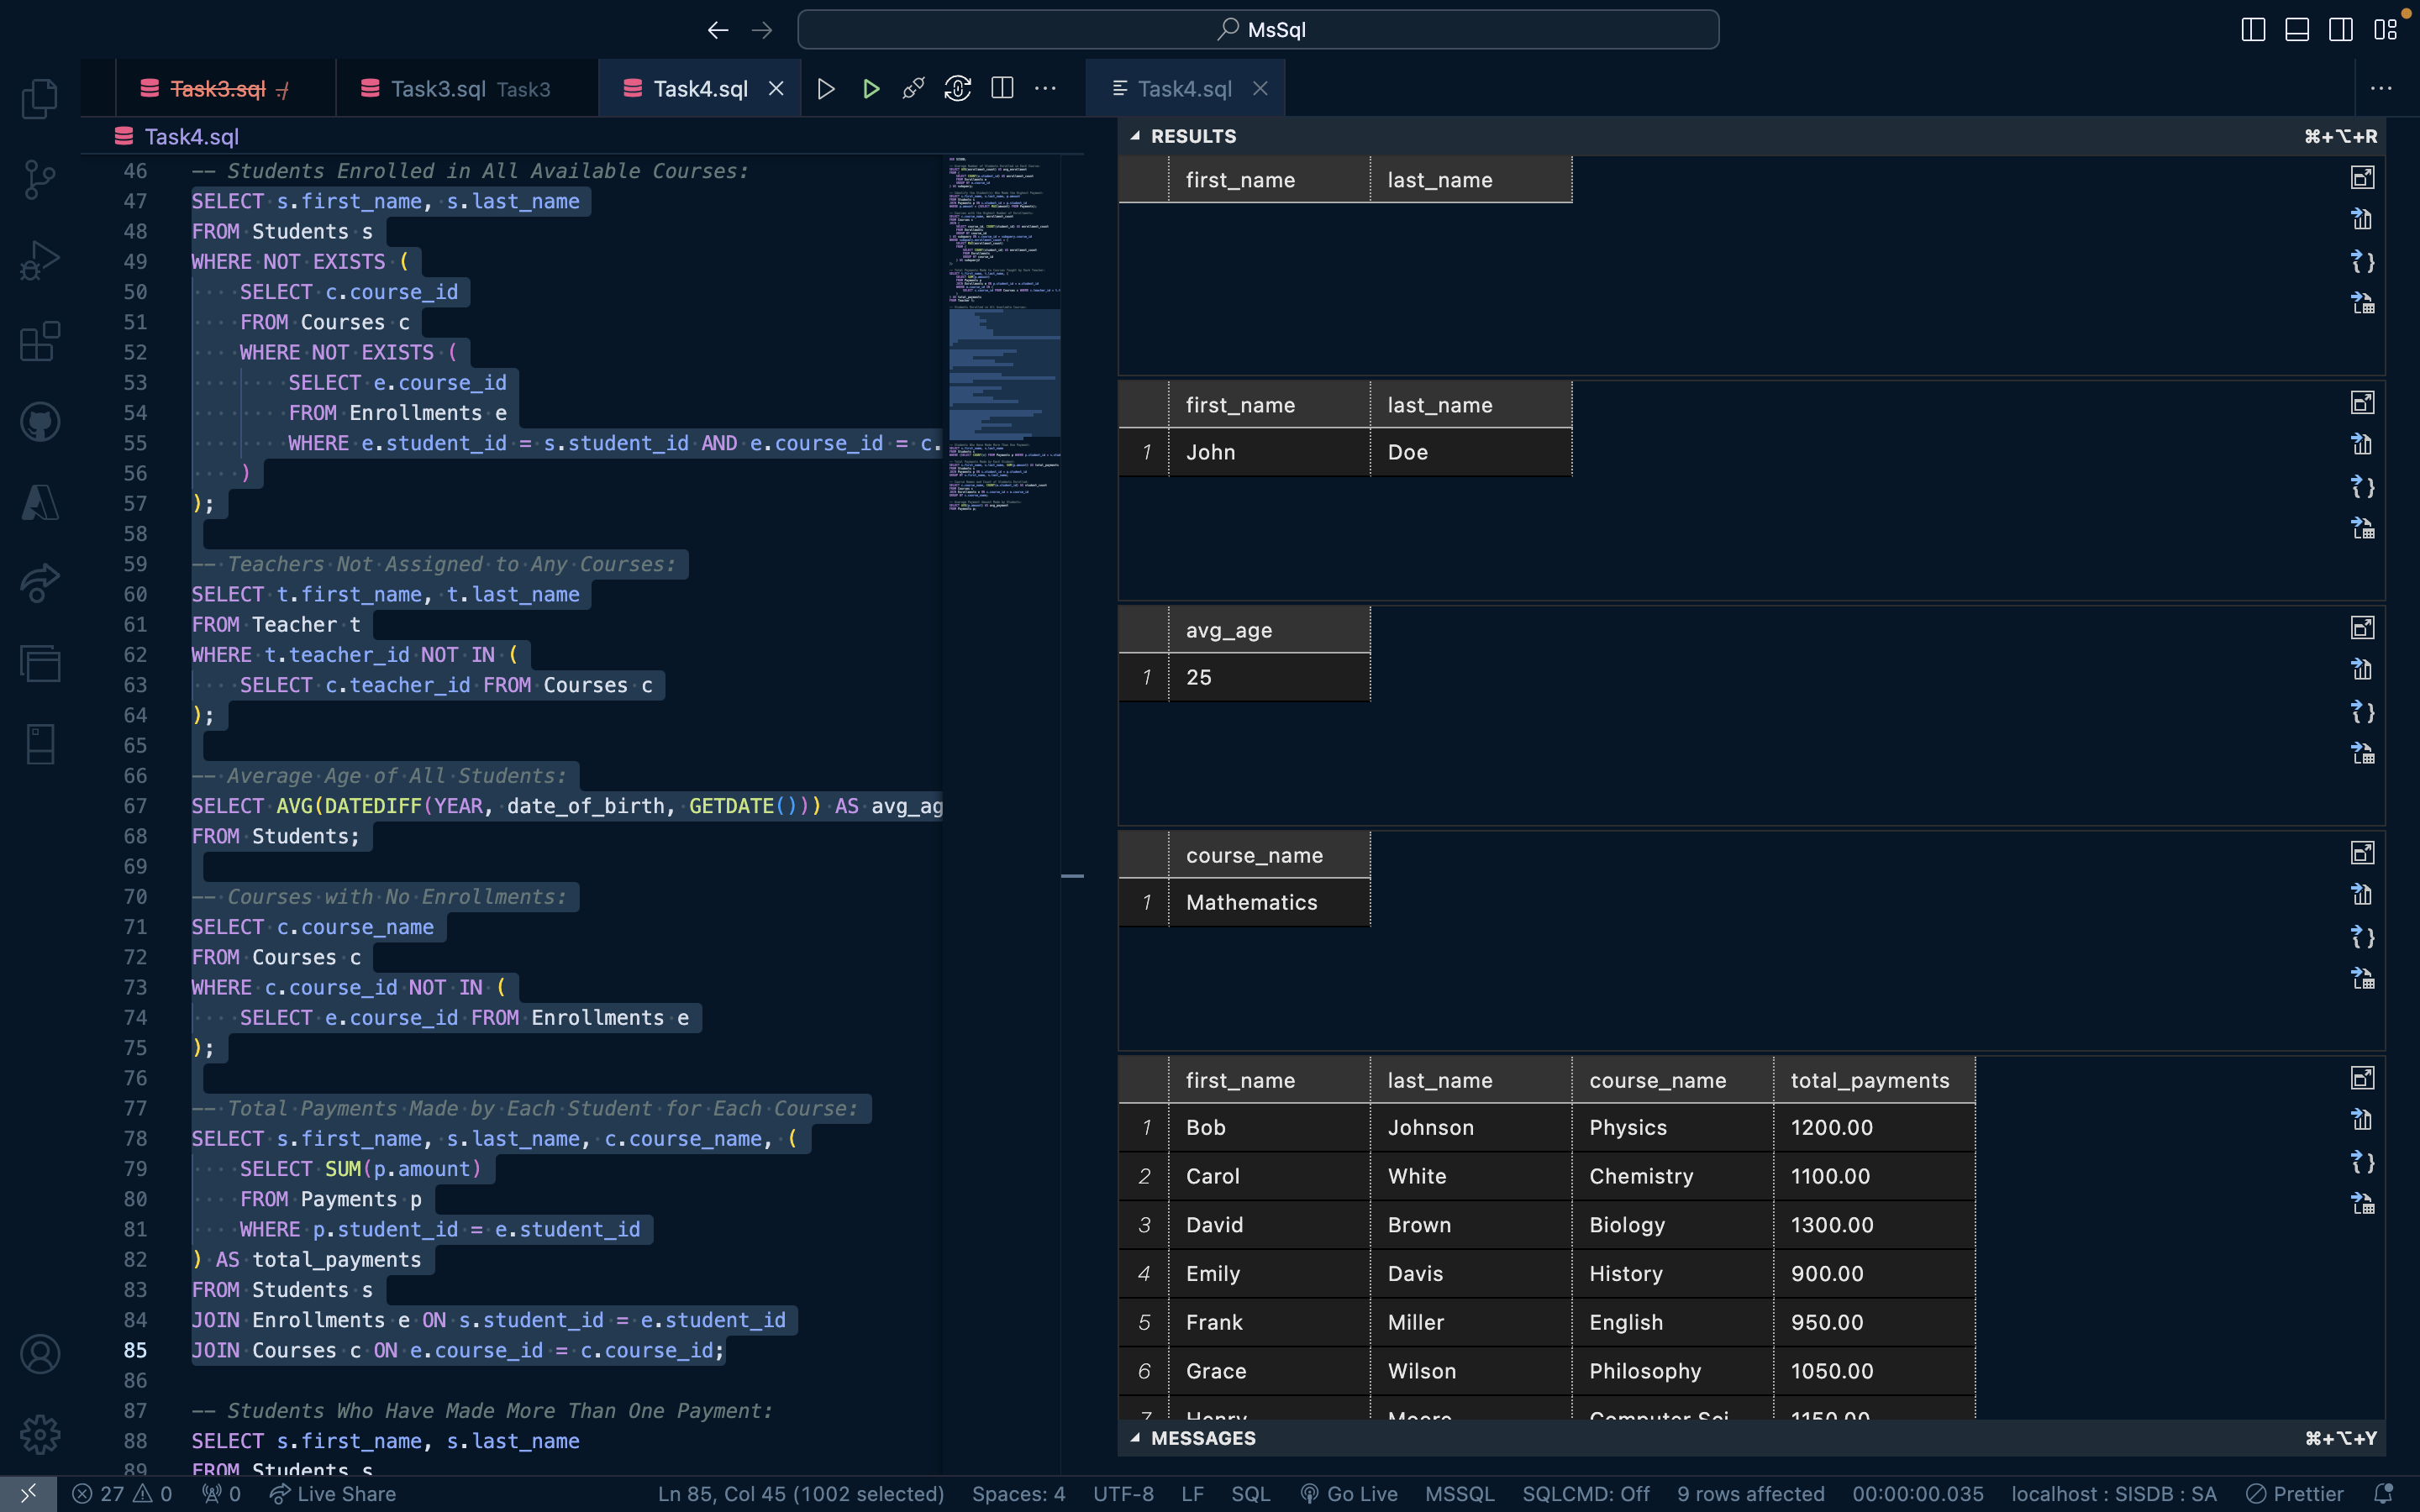 MsSql
Task3.sql ./
Task3.sql Task3
Task4.sql
Task4.sql
Task4.sql
46 -- Students Enrolled in All Available Courses:
47 SELECT s.first_name, s.last_name
48 FROM Students s
49 WHERE NOT EXISTS (
50 SELECT c.course_id
51 FROM Courses c
52 WHERE NOT EXISTS (
53 SELECT e.course_id
54 FROM Enrollments e
55 WHERE e.student_id = s.student_id AND e.course_id = c.
56 )
57 );
58
59 -- Teachers Not Assigned to Any Courses:
60 SELECT t.first_name, t.last_name
61 FROM Teacher t
62 WHERE t.teacher_id NOT IN (
63 SELECT c.teacher_id FROM Courses c
64 );
65
66 -- Average Age of All Students:
67 SELECT AVG(DATEDIFF(YEAR, date_of_birth, GETDATE())) AS avg_ag
68 FROM Students;
69
70 -- Courses with No Enrollments:
71 SELECT c.course_name
72 FROM Courses c
73 WHERE c.course_id NOT IN (
74 SELECT e.course_id FROM Enrollments e
75 );
76
77 -- Total Payments Made by Each Student for Each Course:
78 SELECT s.first_name, s.last_name, c.course_name, (
79 SELECT SUM(p.amount)
80 FROM Payments p
81 WHERE p.student_id = e.student_id
82 ) AS total_payments
83 FROM Students s
84 JOIN Enrollments e ON s.student_id = e.student_id
85 JOIN Courses c ON e.course_id = c.course_id;
86
87 -- Students Who Have Made More Than One Payment:
88 SELECT s.first_name, s.last_name
89 FROM Students s
RESULTS ⌘+⌥+R
first_name last_name
first_name last_name
1 John Doe
avg_age
1 25
course_name
1 Mathematics
first_name last_name course_name total_payments
1 Bob Johnson Physics 1200.00
2 Carol White Chemistry 1100.00
3 David Brown Biology 1300.00
4 Emily Davis History 900.00
5 Frank Miller English 950.00
6 Grace Wilson Philosophy 1050.00
7 Henry Moore Computer Sci 1150.00
MESSAGES ⌘+⌥+Y
27 0 0 Live Share Ln 85, Col 45 (1002 selected) Spaces: 4 UTF-8 LF SQL Go Live MSSQL SQLCMD: Off 9 rows affected 00:00:00.035 localhost : SISDB : SA Prettier